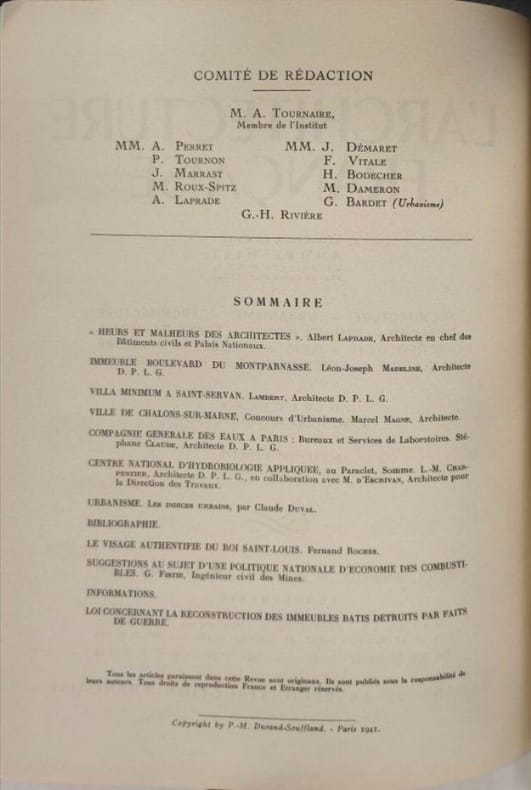 COMITÉ DE RÉDACTION
M. A. TOURNAIRE,
Membre de l'Institut
MM. A. PERRET
P. TOURNON
J. MARRAST
M. ROUX-SPITZ
A. LAPRADE
MM. J. DÉMARET
F. VITALE
H. BODECHER
M. DAMERON
G. BARDET (Urbanisme)
G.-H. RIVIÈRE
SOMMAIRE
« HEURS ET MALHEURS DES ARCHITECTES ». Albert LAPRADE, Architecte en chef des
Bâtiments civils et Palais Nationaux.
IMMEUBLE BOULEVARD DU MONTPARNASSE. Léon-Joseph MADELINE, Architecte
D. P. L. G.
VILLA MINIMUM A SAINT-SERVAN. LAMBERT, Architecte D. P. L. G.
VILLE DE CHALONS-SUR-MARNE, Concours d'Urbanisme. Marcel MAGNE, Architecte.
COMPAGNIE GENERALE DES EAUX A PARIS : Bureaux et Services de Laboratoires. Sté-
phane CLAUDE, Architecte D. P. L. G.
CENTRE NATIONAL D'HYDROBIOLOGIE APPLIQUEE, au Paraclet, Somme. L.-M. CHAR-
PENTIER, Architecte D. P. L. G., en collaboration avec M. D'ESCRIVAN, Architecte pour
la Direction des Travaux.
URBANISME. LES INDICES URBAINS, par Claude DUVAL.
BIBLIOGRAPHIE.
LE VISAGE AUTHENTIFIE DU ROI SAINT-LOUIS. Fernand ROCHER.
SUGGESTIONS AU SUJET D'UNE POLITIQUE NATIONALE D'ECONOMIE DES COMBUSTI-
BLES. G. Ingénieur civil des Mines.
INFORMATIONS.
LOI CONCERNANT LA RECONSTRUCTION DES IMMEUBLES BATIS DETRUITS PAR FAITS
DE GUERRE.
Tous les articles paraissant dans cette Revue sont originaux. Ils sont publiés sous la responsabilité de
leurs auteurs. Tous droits de reproduction France et Etranger réservés.
Copyright by P.-M. Durand-Souffland. - Paris 1941.